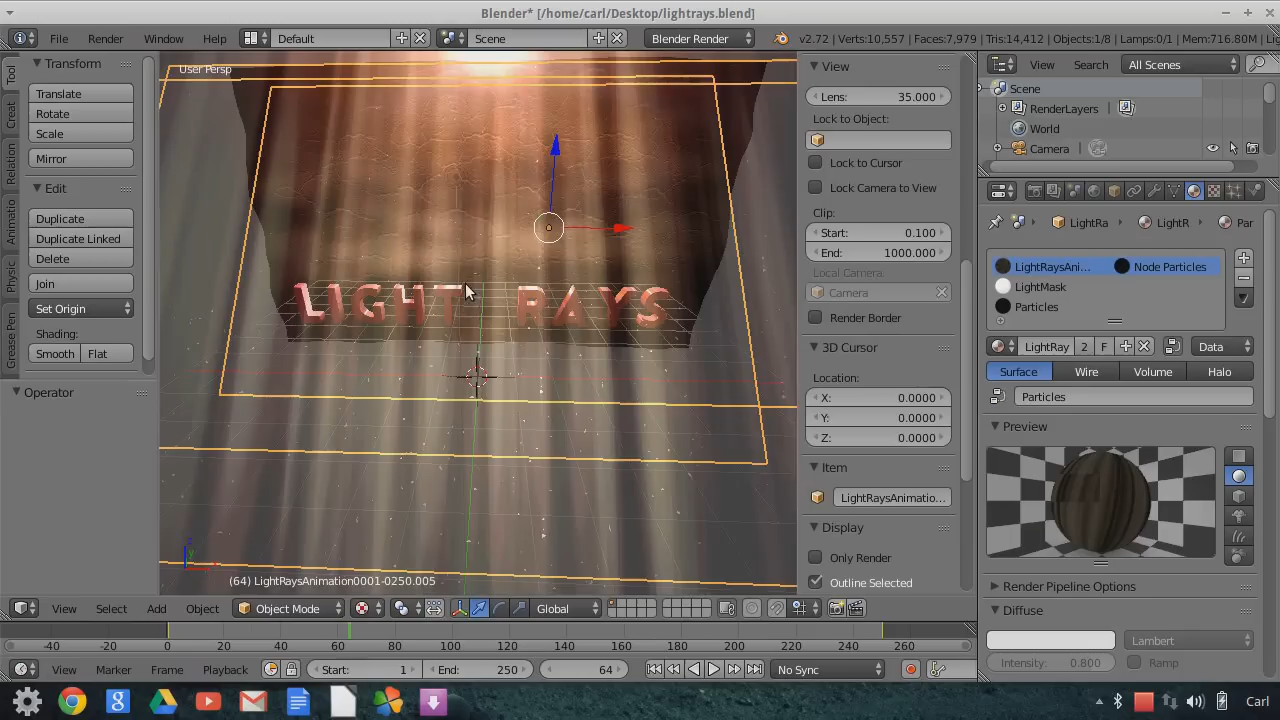 Blender* [/home/carl/Desktop/lightrays.blend]
File Render Window Help Default Scene Blender Render v2.72 | Verts:10,557 | Faces:7,979 | Tris:14,412 | Objects:1/8 | Lamps:0/1 | Mem:716.80M | Lig
Tool
Creat
Relation
Animatio
Physic
Grease Pen
Transform
Translate
Rotate
Scale
Mirror
Edit
Duplicate
Duplicate Linked
Delete
Join
Set Origin
Shading:
Smooth Flat
Operator
User Persp
LIGHT RAYS
(64) LightRaysAnimation0001-0250.005
View
Lens: 35.000
Lock to Object:
Lock to Cursor
Lock Camera to View
Clip:
Start: 0.100
End: 1000.000
Local Camera:
Camera
Render Border
3D Cursor
Location:
X: 0.0000
Y: 0.0000
Z: 0.0000
Item
LightRaysAnimatio...
Display
Only Render
Outline Selected
View Search All Scenes
Scene
RenderLayers
World
Camera
LightRa LightR Par
LightRaysAni... Node Particles
LightMask
Particles
LightRay 2 F Data
Surface Wire Volume Halo
Particles
Preview
Render Pipeline Options
Diffuse
Lambert
Intensity: 0.800 Ramp
View Select Add Object Object Mode Global
-40 -20 0 20 40 60 80 100 120 140 160 180 200 220 240 260
View Marker Frame Playback Start: 1 End: 250 64 No Sync
Carl